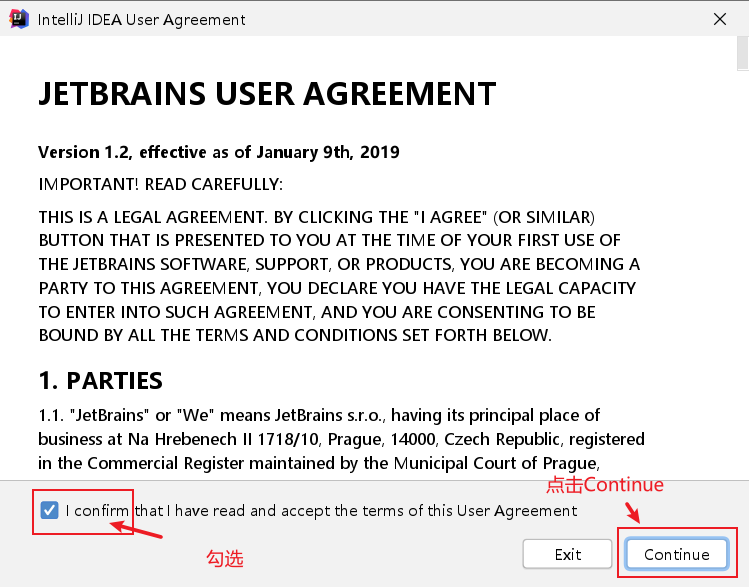 IntelliJ IDEA User Agreement
JETBRAINS USER AGREEMENT
Version 1.2, effective as of January 9th, 2019
IMPORTANT! READ CAREFULLY:
THIS IS A LEGAL AGREEMENT. BY CLICKING THE "I AGREE" (OR SIMILAR)
BUTTON THAT IS PRESENTED TO YOU AT THE TIME OF YOUR FIRST USE OF
THE JETBRAINS SOFTWARE, SUPPORT, OR PRODUCTS, YOU ARE BECOMING A
PARTY TO THIS AGREEMENT, YOU DECLARE YOU HAVE THE LEGAL CAPACITY
TO ENTER INTO SUCH AGREEMENT, AND YOU ARE CONSENTING TO BE
BOUND BY ALL THE TERMS AND CONDITIONS SET FORTH BELOW.
1. PARTIES
1.1. "JetBrains" or "We" means JetBrains s.r.o., having its principal place of
business at Na Hrebenech II 1718/10, Prague, 14000, Czech Republic, registered
in the Commercial Register maintained by the Municipal Court of Prague,
点击Continue
I confirm that I have read and accept the terms of this User Agreement
勾选
Exit
Continue